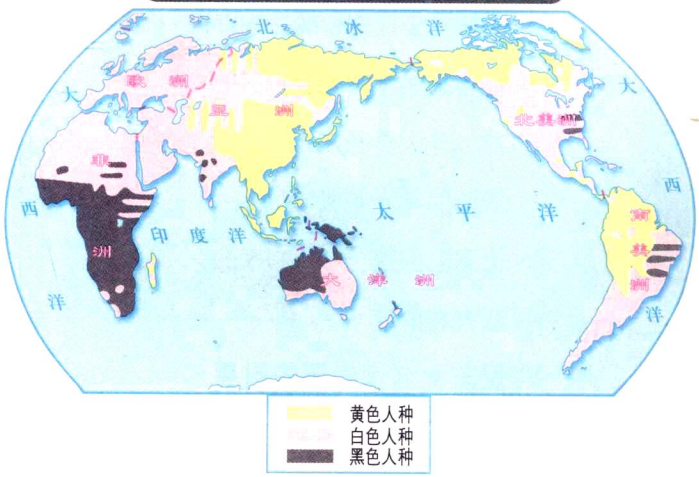 北冰洋
欧洲
亚洲
非洲
北美洲
南美洲
大洋洲
太平洋
印度洋
大西洋
大西洋
黄色人种
白色人种
黑色人种